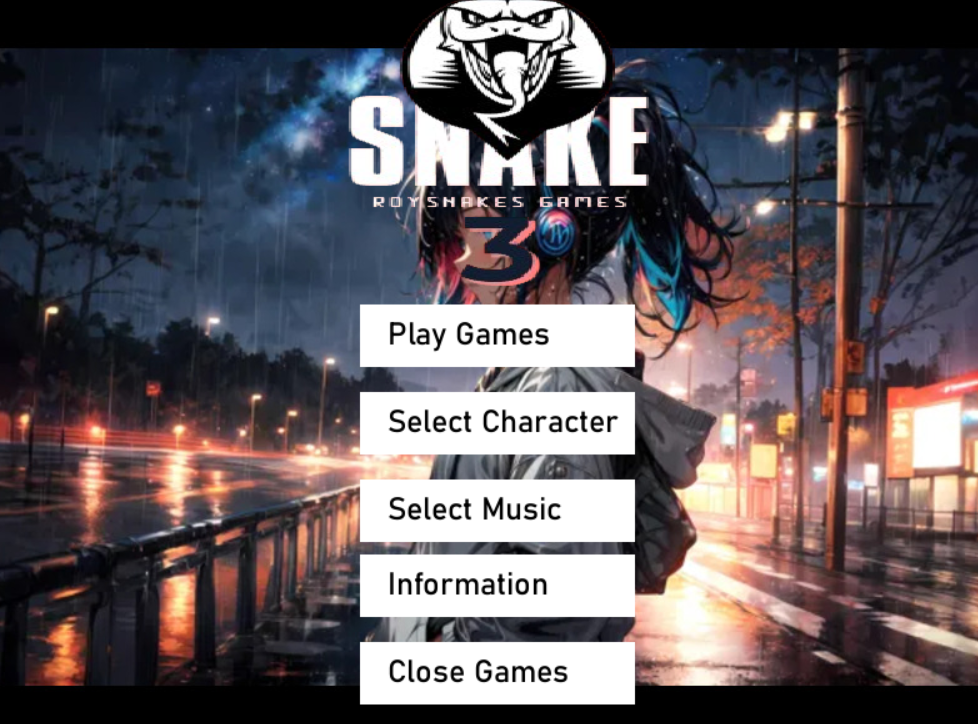 SNAKE
ROYSNAKES GAMES
3
Play Games
Select Character
Select Music
Information
Close Games